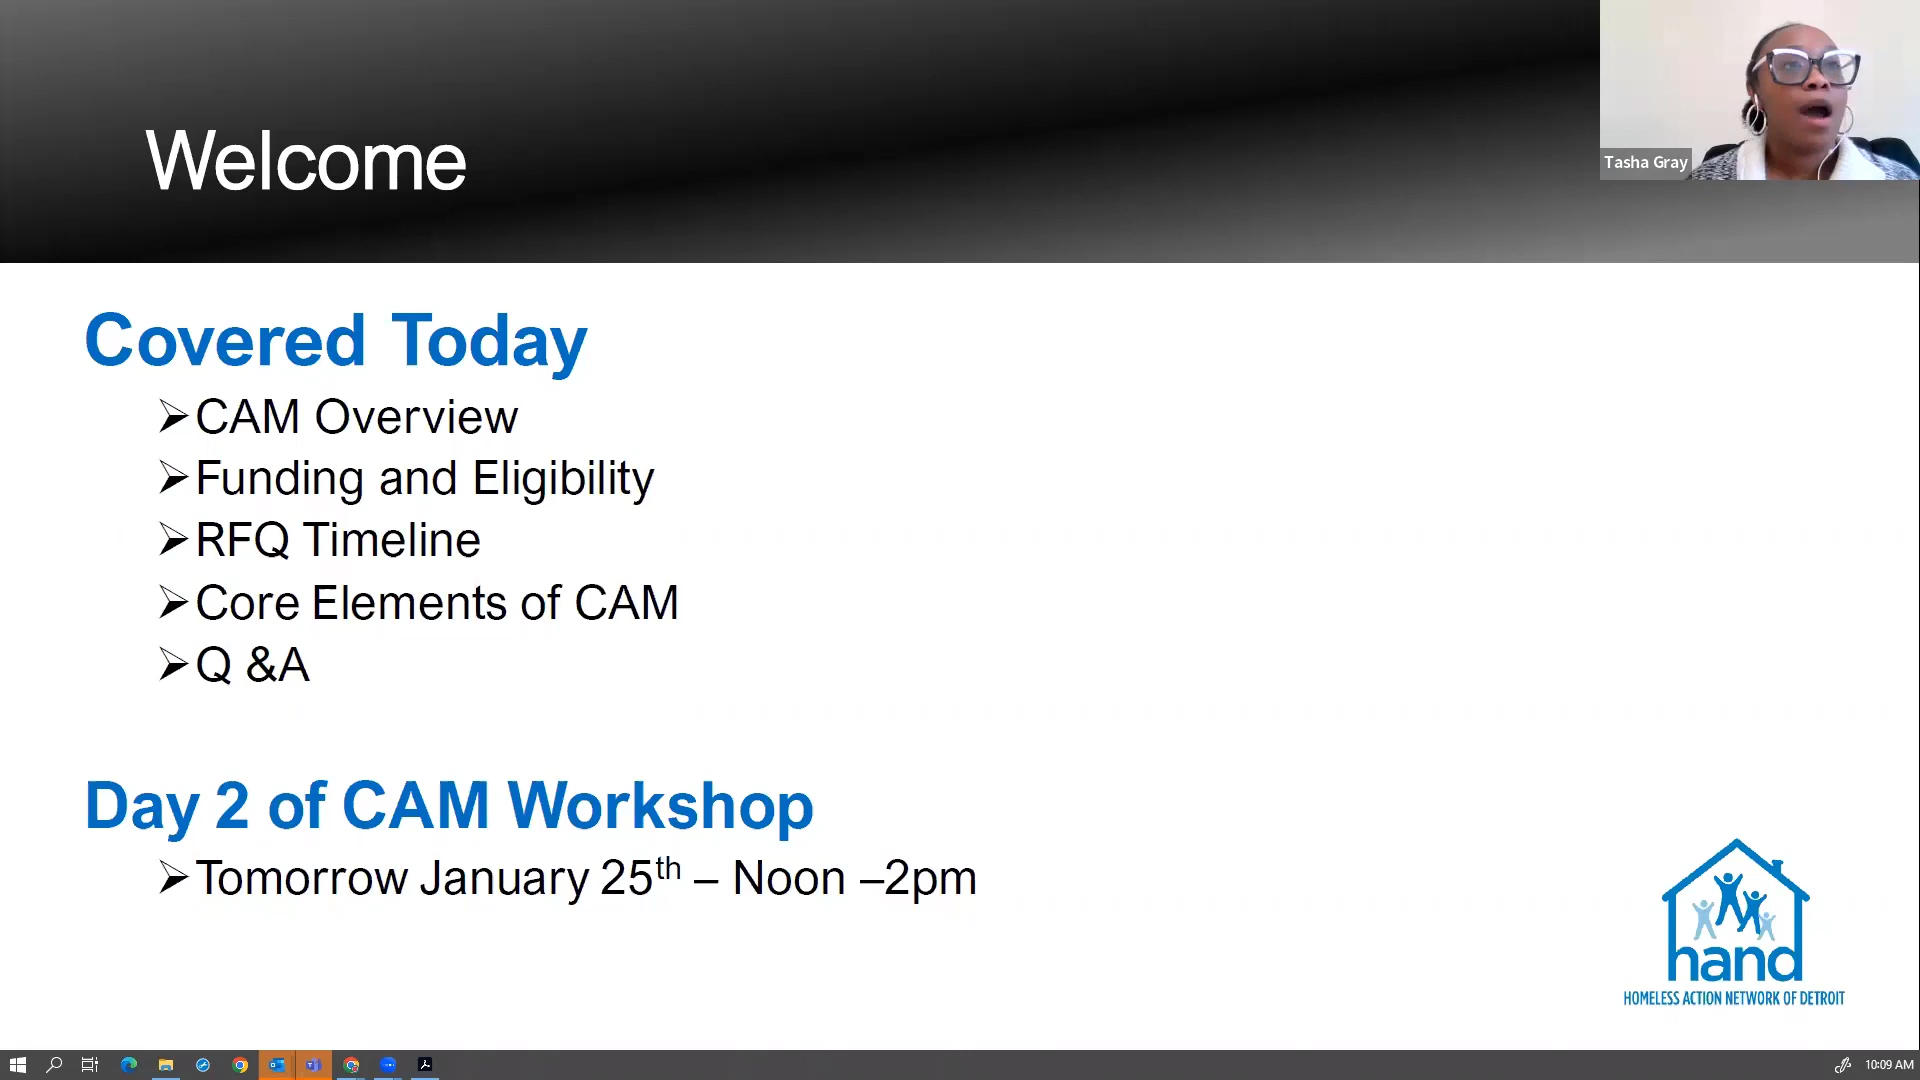 Welcome
Tasha Gray
Covered Today
CAM Overview
Funding and Eligibility
RFQ Timeline
Core Elements of CAM
Q &A
Day 2 of CAM Workshop
Tomorrow January 25th – Noon –2pm
hand
HOMELESS ACTION NETWORK OF DETROIT
10:09 AM